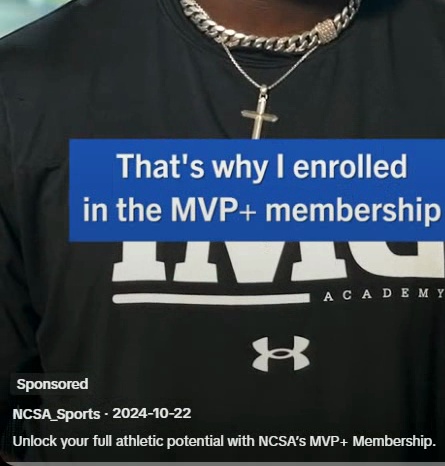 That's why I enrolled
in the MVP+ membership
IMG
ACADEMY
Sponsored
NCSA_Sports · 2024-10-22
Unlock your full athletic potential with NCSA's MVP+ Membership.